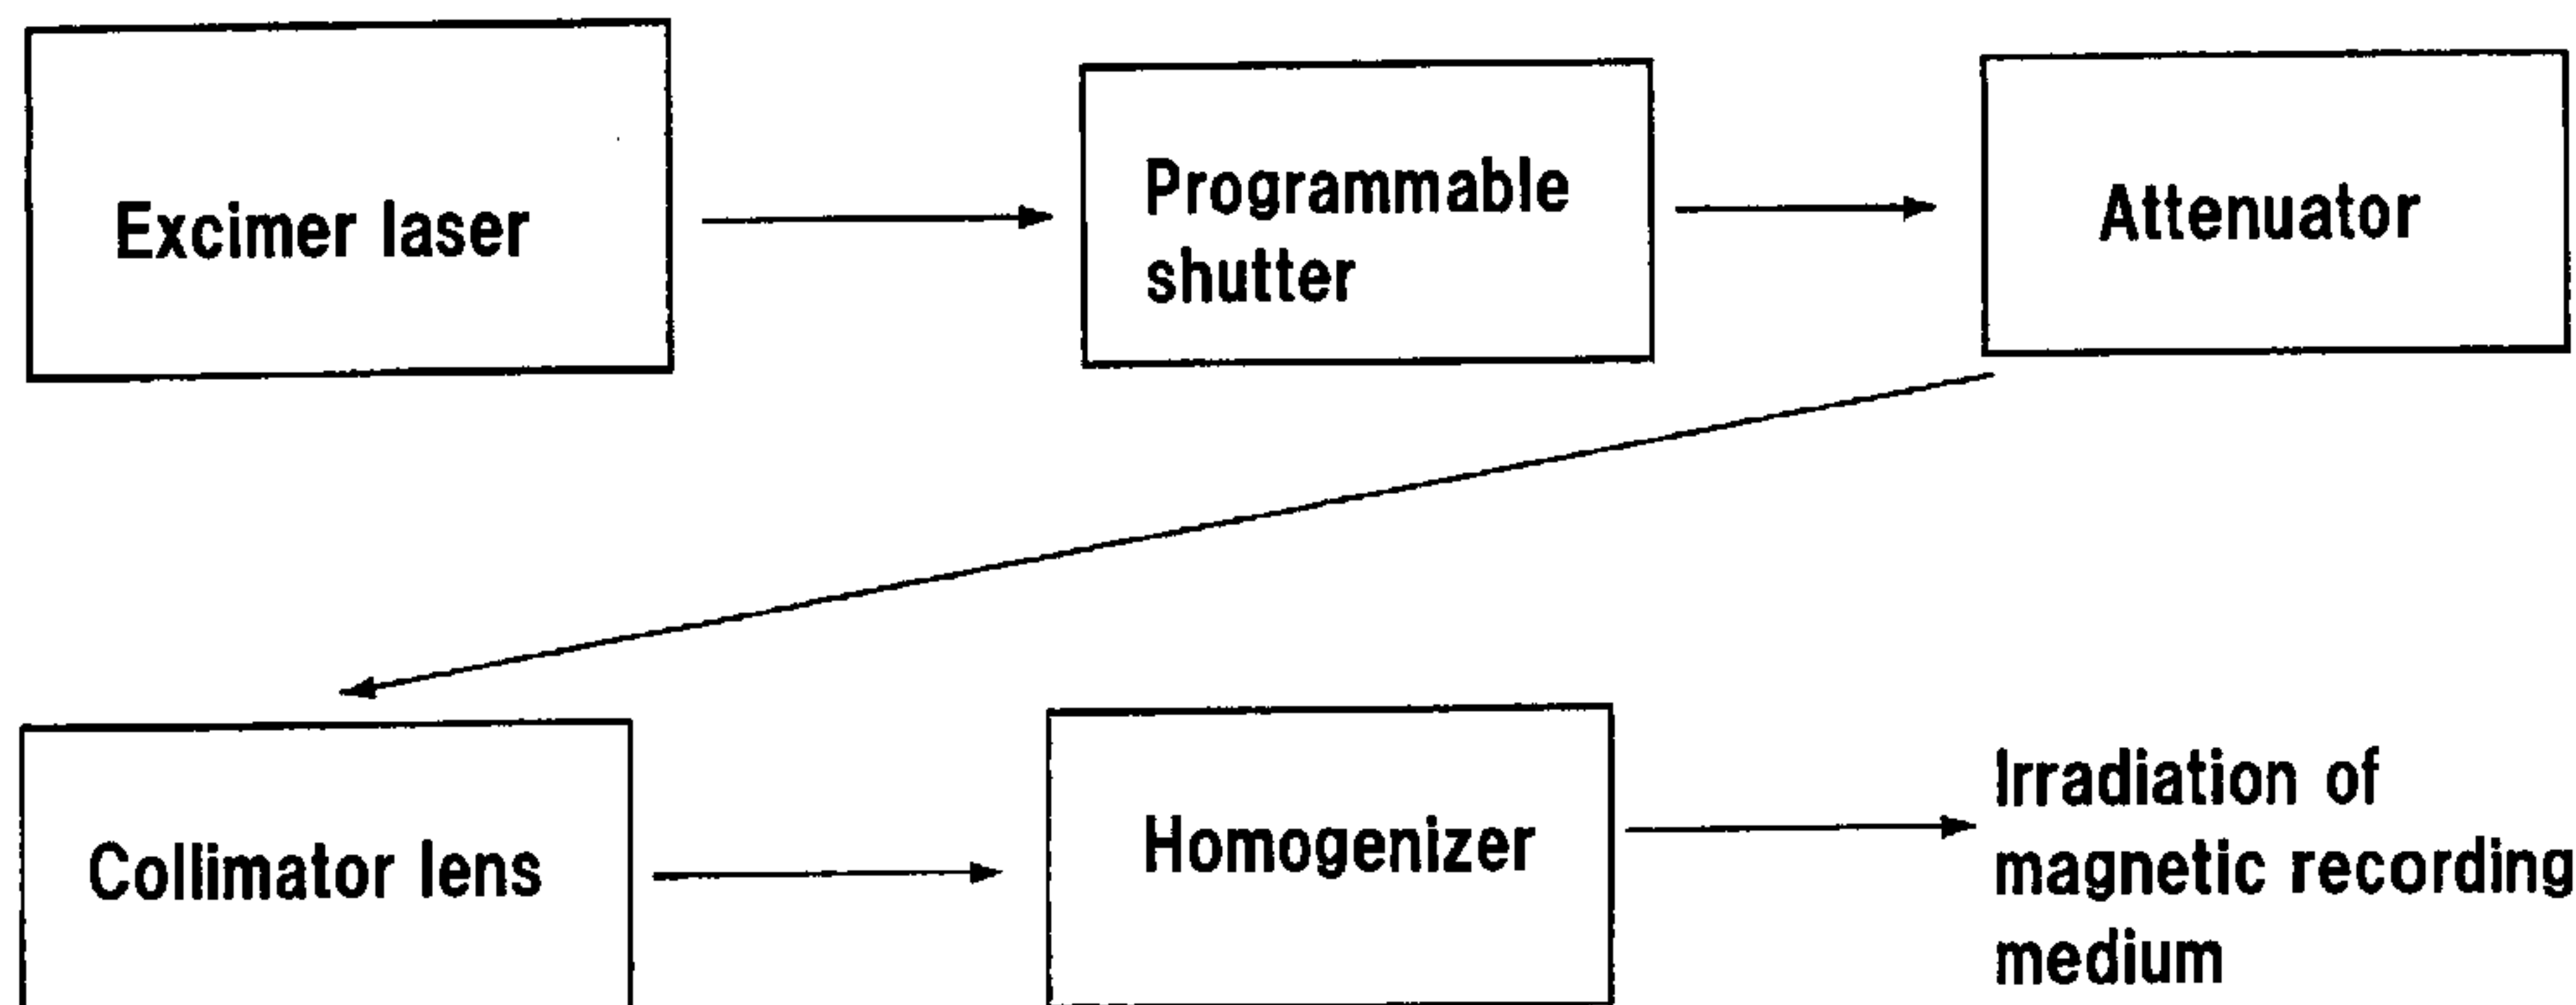 Excimer laser
Programmable
shutter
Attenuator
Collimator lens
Homogenizer
Irradiation of
magnetic recording
medium